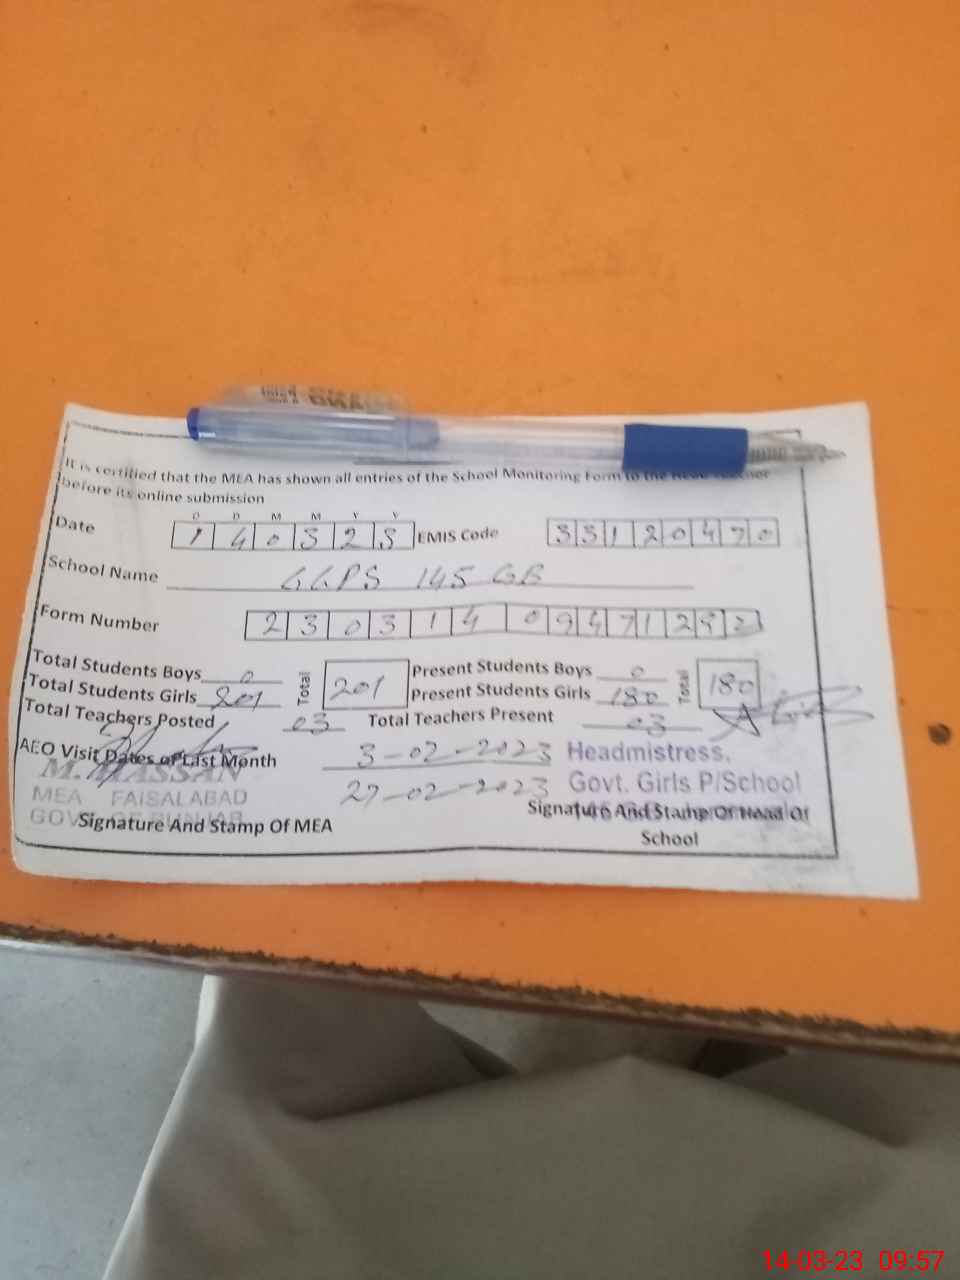 It is certified that the MEA has shown all entries of the School Monitoring Form to the Head Teacher
before its online submission
D D M M Y Y
Date 1 4 0 3 2 3 EMIS Code 3 3 1 2 0 4 7 0
School Name GGPS 145 GB
Form Number 2 3 0 3 1 4 0 9 4 7 1 2 2
Total Students Boys 0 Total 201 Present Students Boys 0 Total 180
Total Students Girls 201 Present Students Girls 180
Total Teachers Posted 03 Total Teachers Present 03
AEO Visit Dates of Last Month 3-02-2023 Headmistress,
M. HASSAN
27-02-2023 Govt. Girls P/School
MEA FAISALABAD
GOVT OF PUNJAB
Signature And Stamp Of MEA
Signature And Stamp Of Head Of
School
14-03-23 09:57